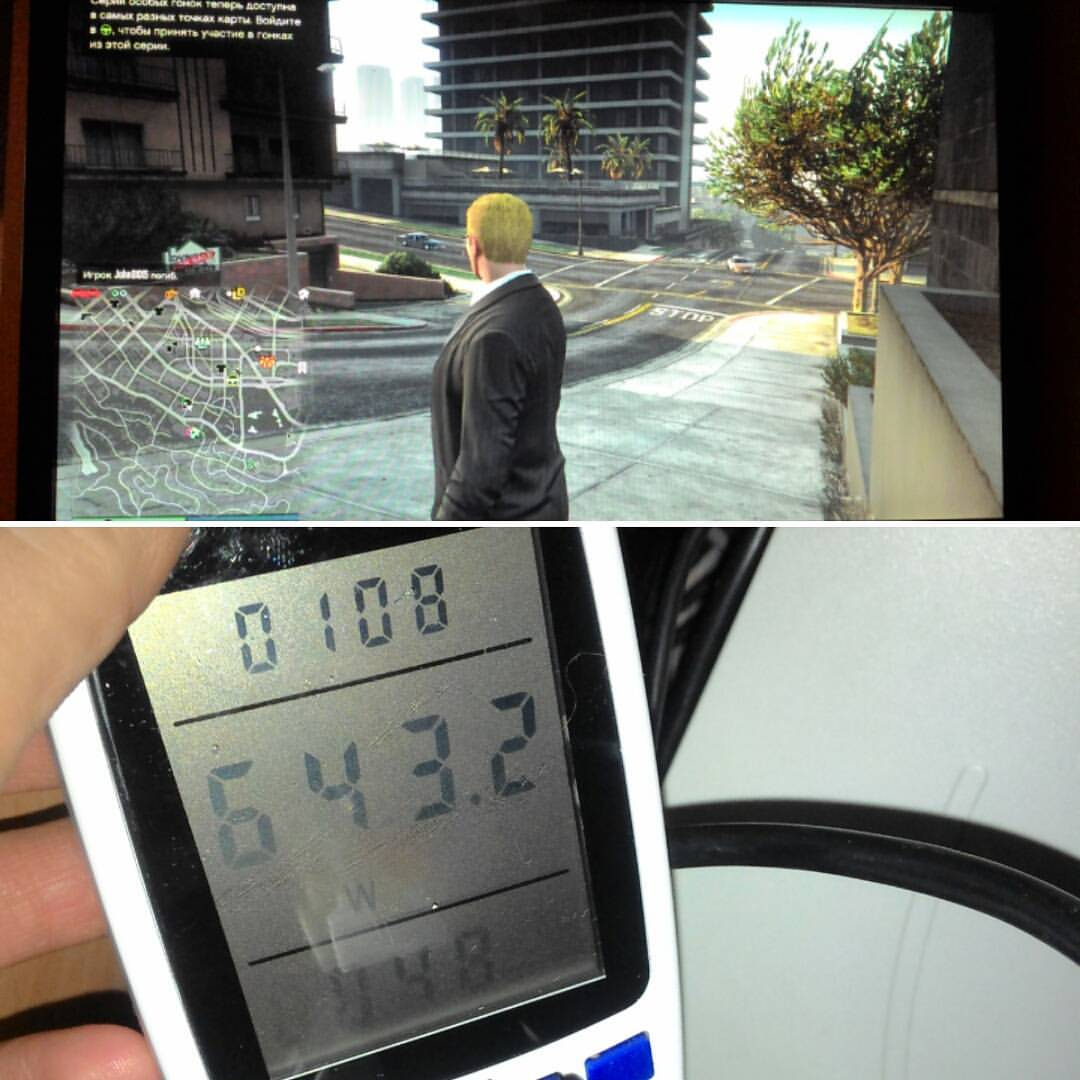 Серии особых гонок теперь доступна
в самых разных точках карты. Войдите
в , чтобы принять участие в гонках
из этой серии.
Игрок погиб.
STOP
0108
643.2
W